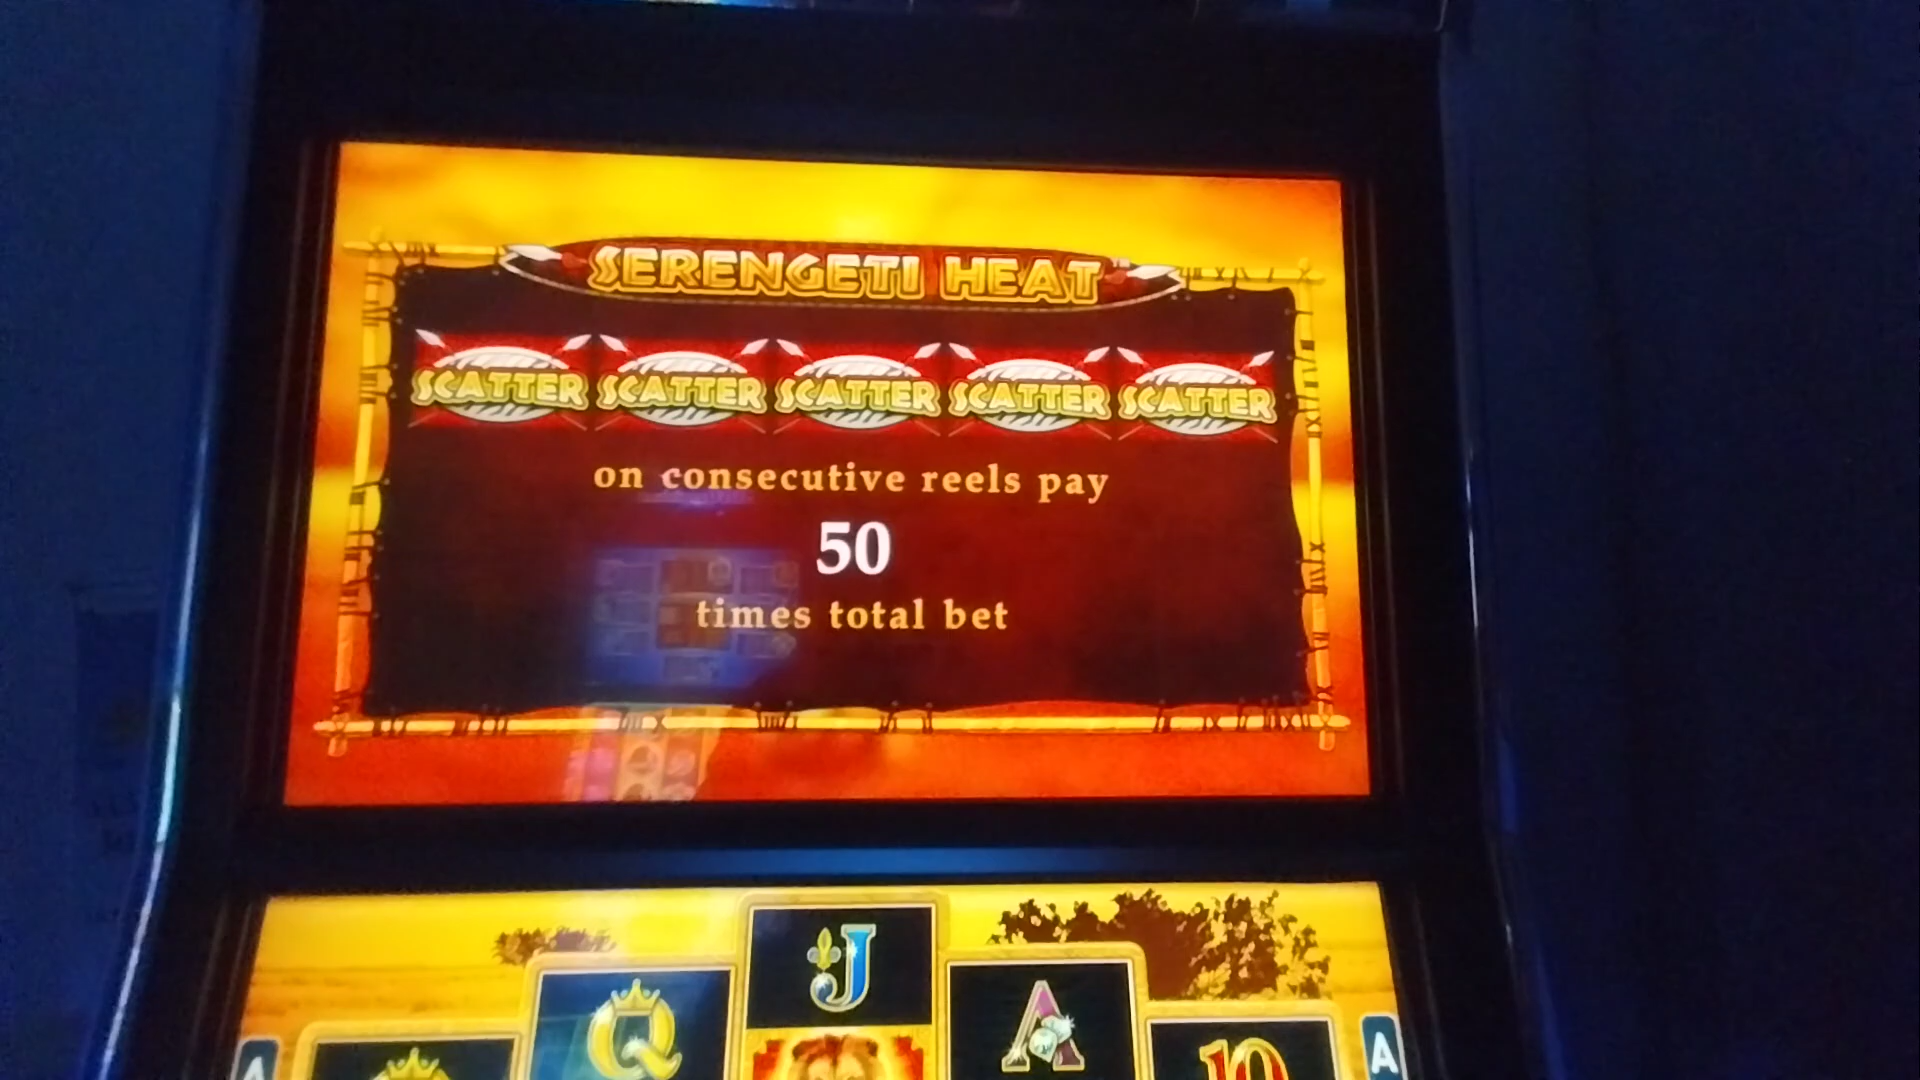 SERENGETI HEAT
SCATTER SCATTER SCATTER SCATTER SCATTER
on consecutive reels pay
50
times total bet
J
Q
A
10
A
A